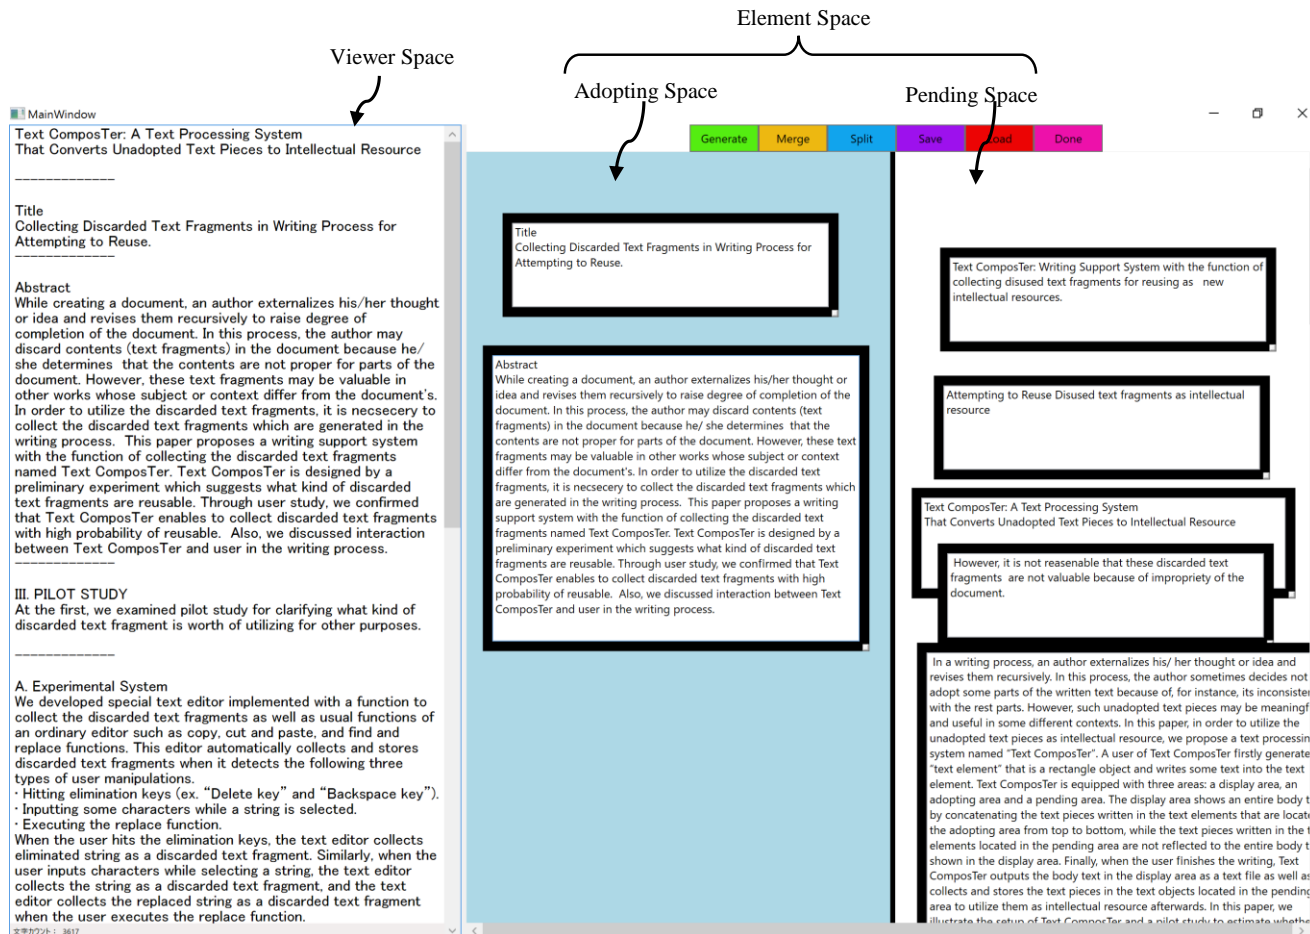 Element Space
Viewer Space
Adopting Space
Pending Space
MainWindow
Generate
Merge
Split
Save
Load
Done
Text ComposTer: A Text Processing System
That Converts Unadopted Text Pieces to Intellectual Resource
-------------
Title
Collecting Discarded Text Fragments in Writing Process for
Attempting to Reuse.
-------------
Abstract
While creating a document, an author externalizes his/her thought
or idea and revises them recursively to raise degree of
completion of the document. In this process, the author may
discard contents (text fragments) in the document because he/
she determines  that the contents are not proper for parts of the
document. However, these text fragments may be valuable in
other works whose subject or context differ from the document's.
In order to utilize the discarded text fragments, it is necsecery to
collect the discarded text fragments which are generated in the
writing process.  This paper proposes a writing support system
with the function of collecting the discarded text fragments
named Text ComposTer. Text ComposTer is designed by a
preliminary experiment which suggests what kind of discarded
text fragments are reusable. Through user study, we confirmed
that Text ComposTer enables to collect discarded text fragments
with high probability of reusable.  Also, we discussed interaction
between Text ComposTer and user in the writing process.
-------------
III. PILOT STUDY
At the first, we examined pilot study for clarifying what kind of
discarded text fragment is worth of utilizing for other purposes.
-------------
A. Experimental System
We developed special text editor implemented with a function to
collect the discarded text fragments as well as usual functions of
an ordinary editor such as copy, cut and paste, and find and
replace functions. This editor automatically collects and stores
discarded text fragments when it detects the following three
types of user manipulations.
・Hitting elimination keys (ex. “Delete key” and “Backspace key”).
・Inputting some characters while a string is selected.
・Executing the replace function.
When the user hits the elimination keys, the text editor collects
eliminated string as a discarded text fragment. Similarly, when the
user inputs characters while selecting a string, the text editor
collects the string as a discarded text fragment, and the text
editor collects the replaced string as a discarded text fragment
when the user executes the replace function.
文字カウント： 3617
Title
Collecting Discarded Text Fragments in Writing Process for
Attempting to Reuse.
Abstract
While creating a document, an author externalizes his/her thought or
idea and revises them recursively to raise degree of completion of the
document. In this process, the author may discard contents (text
fragments) in the document because he/ she determines  that the
contents are not proper for parts of the document. However, these text
fragments may be valuable in other works whose subject or context
differ from the document's. In order to utilize the discarded text
fragments, it is necsecery to collect the discarded text fragments which
are generated in the writing process.  This paper proposes a writing
support system with the function of collecting the discarded text
fragments named Text ComposTer. Text ComposTer is designed by a
preliminary experiment which suggests what kind of discarded text
fragments are reusable. Through user study, we confirmed that Text
ComposTer enables to collect discarded text fragments with high
probability of reusable.  Also, we discussed interaction between Text
ComposTer and user in the writing process.
Text ComposTer: Writing Support System with the function of
collecting disused text fragments for reusing as   new
intellectual resources.
Attempting to Reuse Disused text fragments as intellectual
resource
Text ComposTer: A Text Processing System
That Converts Unadopted Text Pieces to Intellectual Resource
However, it is not reasenable that these discarded text
fragments  are not valuable because of impropriety of the
document.
In a writing process, an author externalizes his/ her thought or idea and
revises them recursively. In this process, the author sometimes decides not
adopt some parts of the written text because of, for instance, its inconsisten
with the rest parts. However, such unadopted text pieces may be meaningf
and useful in some different contexts. In this paper, in order to utilize the
unadopted text pieces as intellectual resource, we propose a text processin
system named "Text ComposTer". A user of Text ComposTer firstly generate
"text element" that is a rectangle object and writes some text into the text
element. Text ComposTer is equipped with three areas: a display area, an
adopting area and a pending area. The display area shows an entire body t
by concatenating the text pieces written in the text elements that are locate
the adopting area from top to bottom, while the text pieces written in the t
elements located in the pending area are not reflected to the entire body t
shown in the display area. Finally, when the user finishes the writing, Text
ComposTer outputs the body text in the display area as a text file as well as
collects and stores the text pieces in the text objects located in the pending
area to utilize them as intellectual resource afterwards. In this paper, we
illustrate the setup of Text ComposTer and a pilot study to estimate whethe